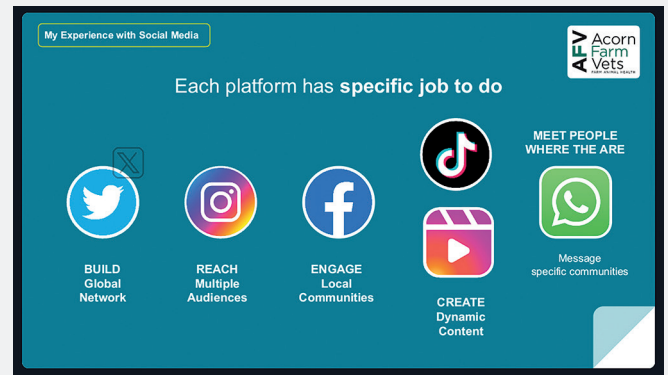 My Experience with Social Media
AFV
Acorn
Farm
Vets
FARM ANIMAL HEALTH
Each platform has specific job to do
BUILD
Global
Network
REACH
Multiple
Audiences
ENGAGE
Local
Communities
CREATE
Dynamic
Content
MEET PEOPLE
WHERE THE ARE
Message
specific communities